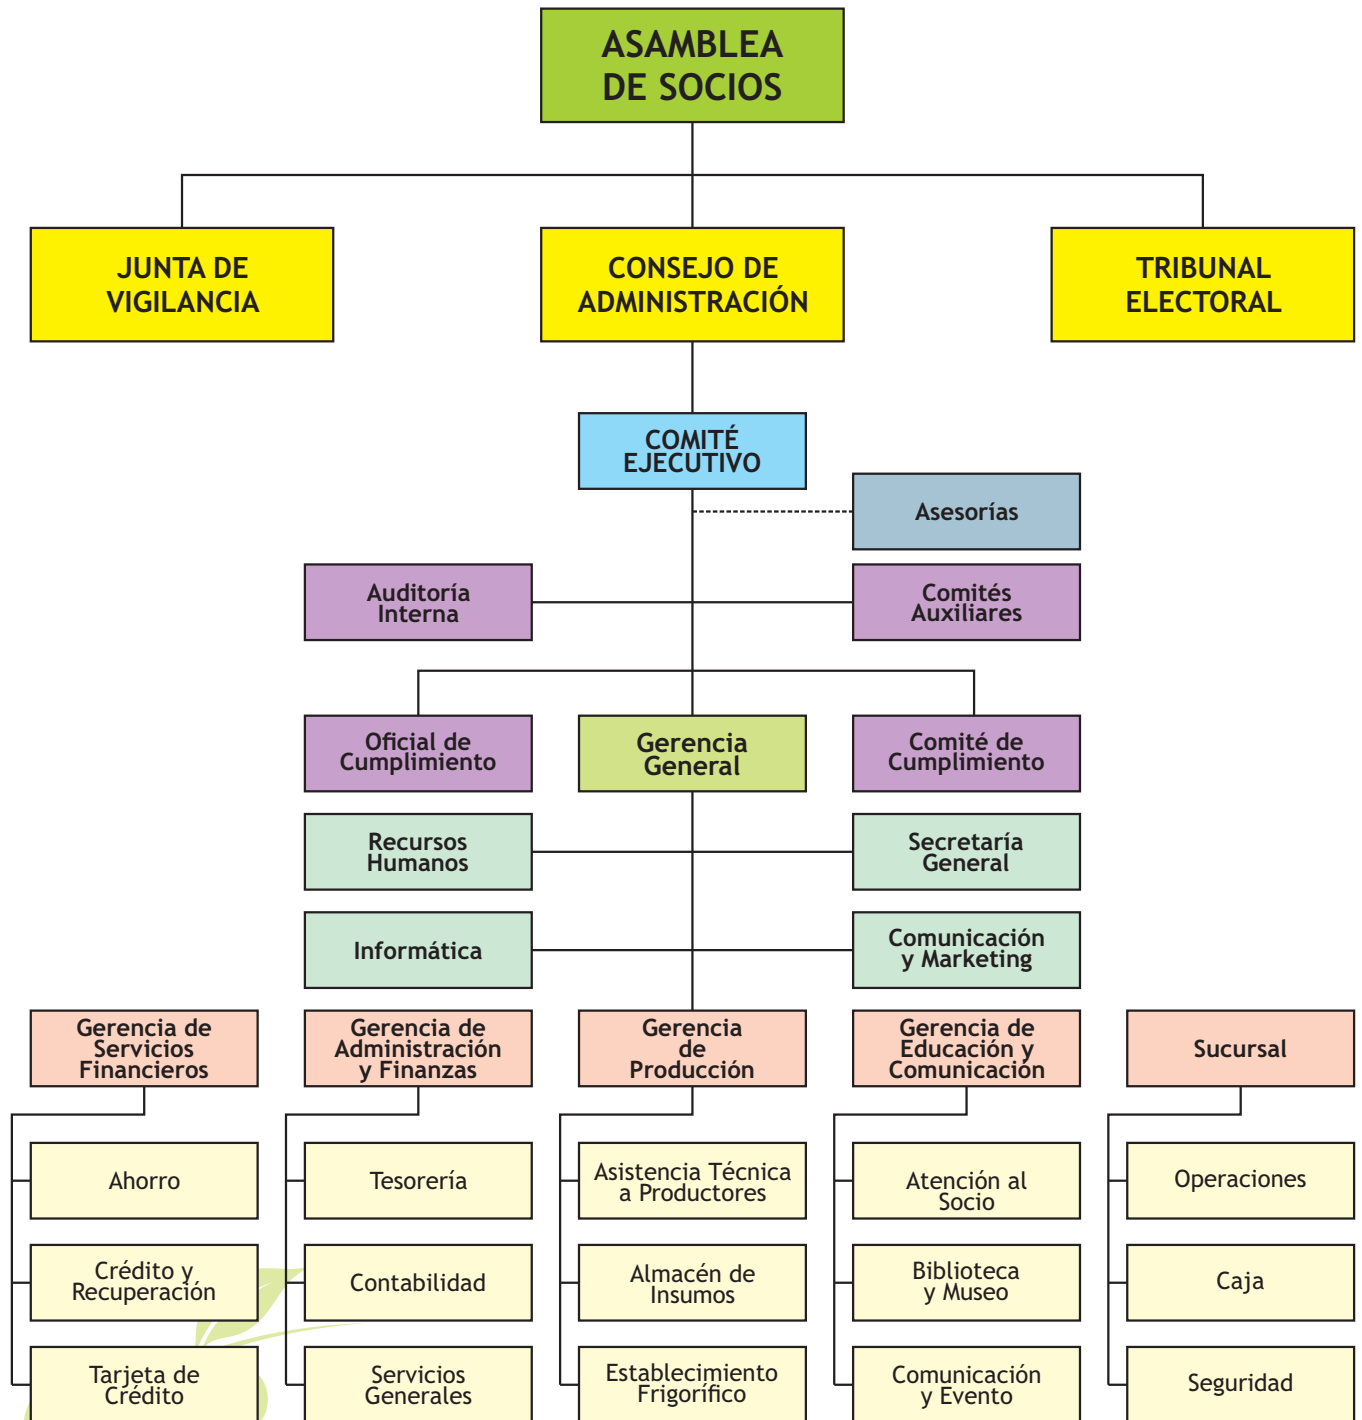 ASAMBLEA
DE SOCIOS
JUNTA DE
VIGILANCIA
CONSEJO DE
ADMINISTRACIÓN
TRIBUNAL
ELECTORAL
COMITÉ
EJECUTIVO
Asesorías
Auditoría
Interna
Comités
Auxiliares
Oficial de
Cumplimiento
Gerencia
General
Comité de
Cumplimiento
Recursos
Humanos
Secretaría
General
Informática
Comunicación
y Marketing
Gerencia de
Servicios
Financieros
Gerencia de
Administración
y Finanzas
Gerencia
de
Producción
Gerencia de
Educación y
Comunicación
Sucursal
Ahorro
Tesorería
Asistencia Técnica
a Productores
Atención al
Socio
Operaciones
Crédito y
Recuperación
Contabilidad
Almacén de
Insumos
Biblioteca
y Museo
Caja
Tarjeta de
Crédito
Servicios
Generales
Establecimiento
Frigorífico
Comunicación
y Evento
Seguridad